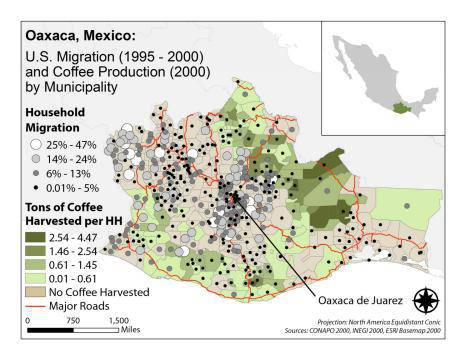 Oaxaca, Mexico:
U.S. Migration (1995 - 2000)
and Coffee Production (2000)
by Municipality
Household
Migration
25% - 47%
14% - 24%
6% - 13%
0.01% - 5%
Tons of Coffee
Harvested per HH
2.54 - 4.47
1.46 - 2.54
0.61 - 1.45
0.01 - 0.61
No Coffee Harvested
Major Roads
0 750 1,500
Miles
Oaxaca de Juarez
Projection: North America Equidistant Conic
Sources: CONAPO 2000, INEGI 2000, ESRI Basemap 2000